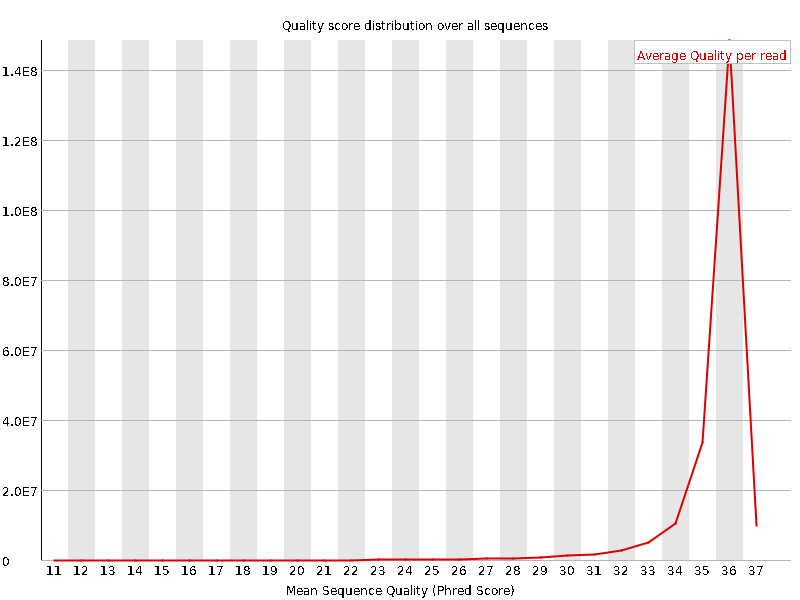 Quality score distribution over all sequences
Average Quality per read
1.4E8
1.2E8
1.0E8
8.0E7
6.0E7
4.0E7
2.0E7
0
11 12 13 14 15 16 17 18 19 20 21 22 23 24 25 26 27 28 29 30 31 32 33 34 35 36 37
Mean Sequence Quality (Phred Score)